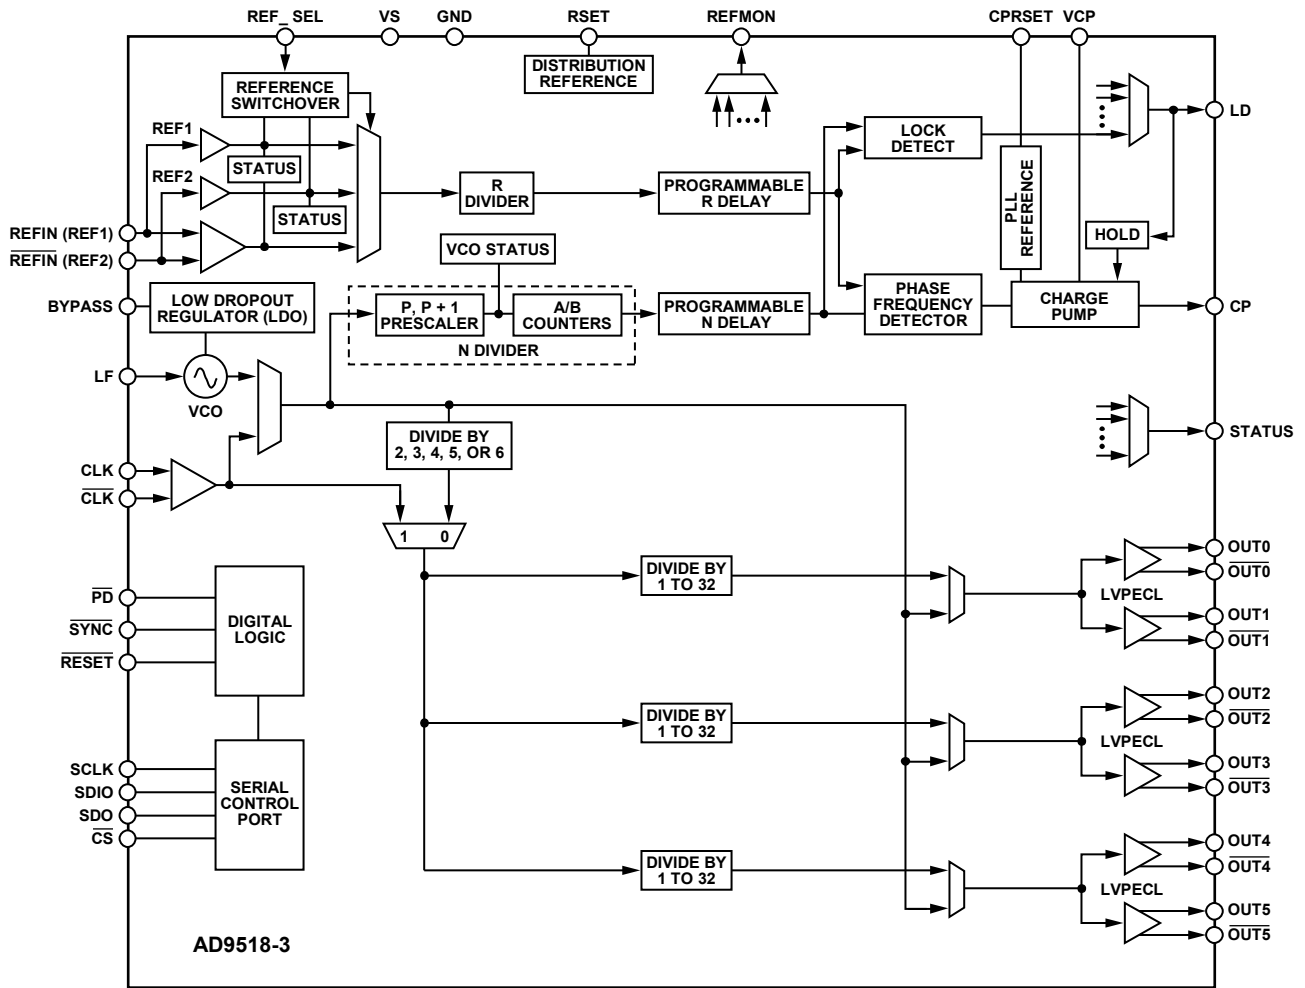 REF_ SEL
VS
GND
RSET
REFMON
CPRSET
VCP
REFERENCE
SWITCHOVER
DISTRIBUTION
REFERENCE
REF1
STATUS
REF2
STATUS
R
DIVIDER
PROGRAMMABLE
R DELAY
LOCK
DETECT
LD
PLL
REFERENCE
HOLD
REFIN (REF1)
REFIN (REF2)
VCO STATUS
BYPASS
LOW DROPOUT
REGULATOR (LDO)
P, P + 1
PRESCALER
A/B
COUNTERS
N DIVIDER
PROGRAMMABLE
N DELAY
PHASE
FREQUENCY
DETECTOR
CHARGE
PUMP
CP
LF
VCO
DIVIDE BY
2, 3, 4, 5, OR 6
STATUS
CLK
CLK
1
0
DIVIDE BY
1 TO 32
LVPECL
OUT0
OUT0
OUT1
OUT1
PD
SYNC
RESET
DIGITAL
LOGIC
DIVIDE BY
1 TO 32
LVPECL
OUT2
OUT2
OUT3
OUT3
SCLK
SDIO
SDO
CS
SERIAL
CONTROL
PORT
DIVIDE BY
1 TO 32
LVPECL
OUT4
OUT4
OUT5
OUT5
AD9518-3